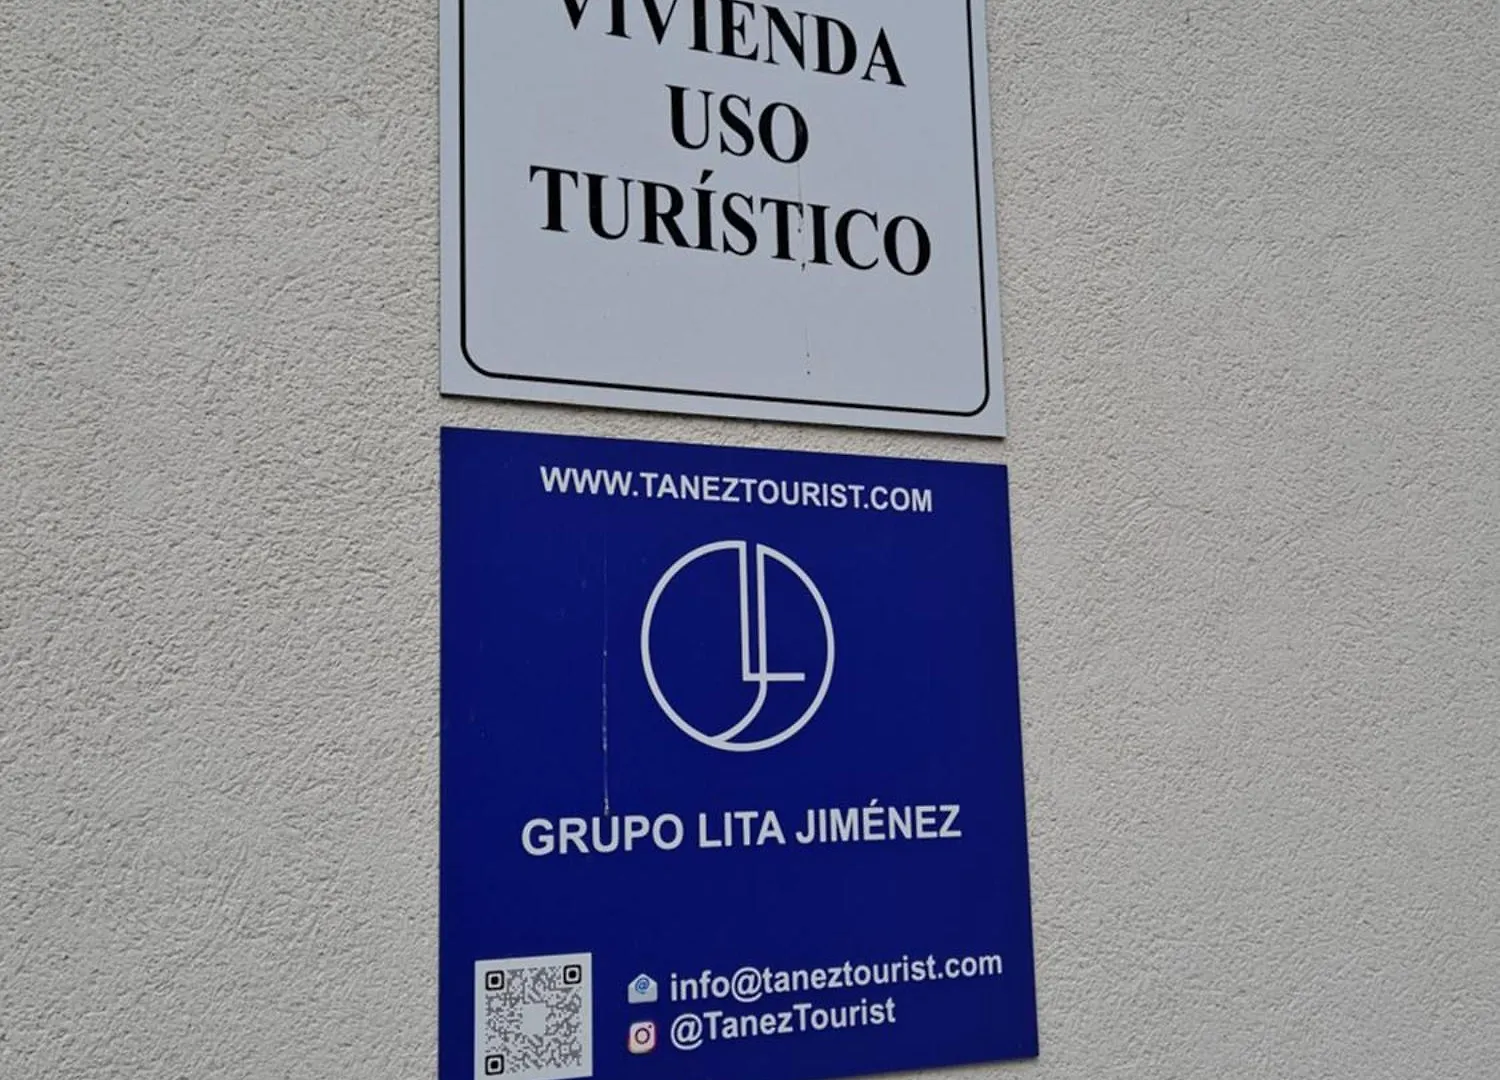 VIVIENDA
USO
TURÍSTICO
WWW.TANEZTOURIST.COM
GRUPO LITA JIMÉNEZ
info@taneztourist.com
@TanezTourist